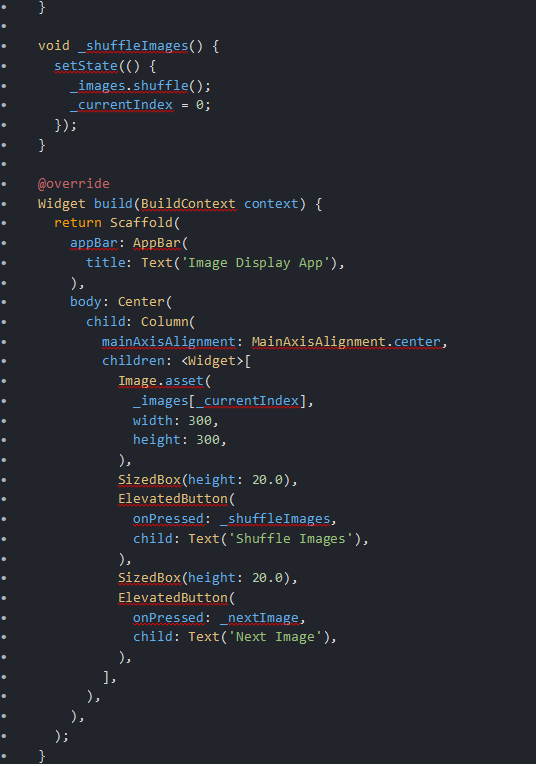 }
void _shuffleImages() {
setState(() {
_images.shuffle();
_currentIndex = 0;
});
}
@override
Widget build(BuildContext context) {
return Scaffold(
appBar: AppBar(
title: Text('Image Display App'),
),
body: Center(
child: Column(
mainAxisAlignment: MainAxisAlignment.center,
children: <Widget>[
Image.asset(
_images[_currentIndex],
width: 300,
height: 300,
),
SizedBox(height: 20.0),
ElevatedButton(
onPressed: _shuffleImages,
child: Text('Shuffle Images'),
),
SizedBox(height: 20.0),
ElevatedButton(
onPressed: _nextImage,
child: Text('Next Image'),
),
],
),
),
);
}